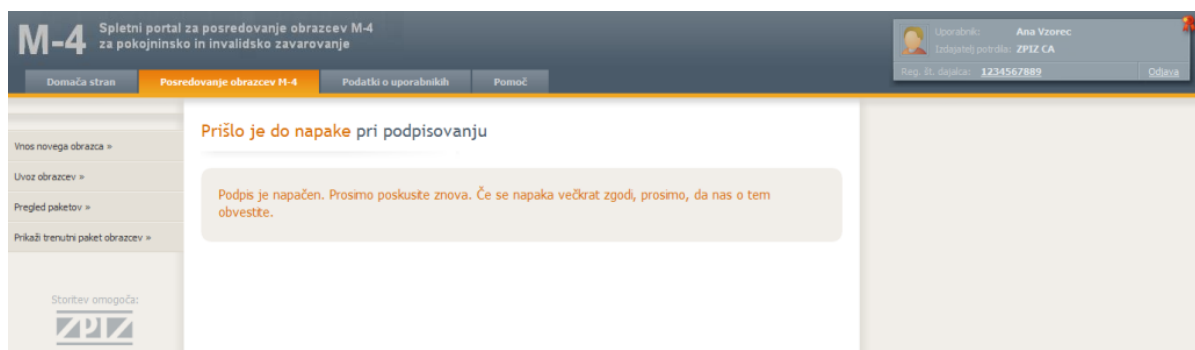 M-4 Spletni portal za posredovanje obrazcev M-4
za pokojninsko in invalidsko zavarovanje
Uporabnik: Ana Vzorec
Izdajatelj potrdila: ZPIZ CA
Reg. št. dajalca: 1234567889 Odjava
Domača stran Posredovanje obrazcev M-4 Podatki o uporabnikih Pomoč
Vnos novega obrazca »
Uvoz obrazcev »
Pregled paketov »
Prikaži trenutni paket obrazcev »
Storitev omogoča:
ZPIZ
Prišlo je do napake pri podpisovanju
Podpis je napačen. Prosimo poskusite znova. Če se napaka večkrat zgodi, prosimo, da nas o tem
obvestite.